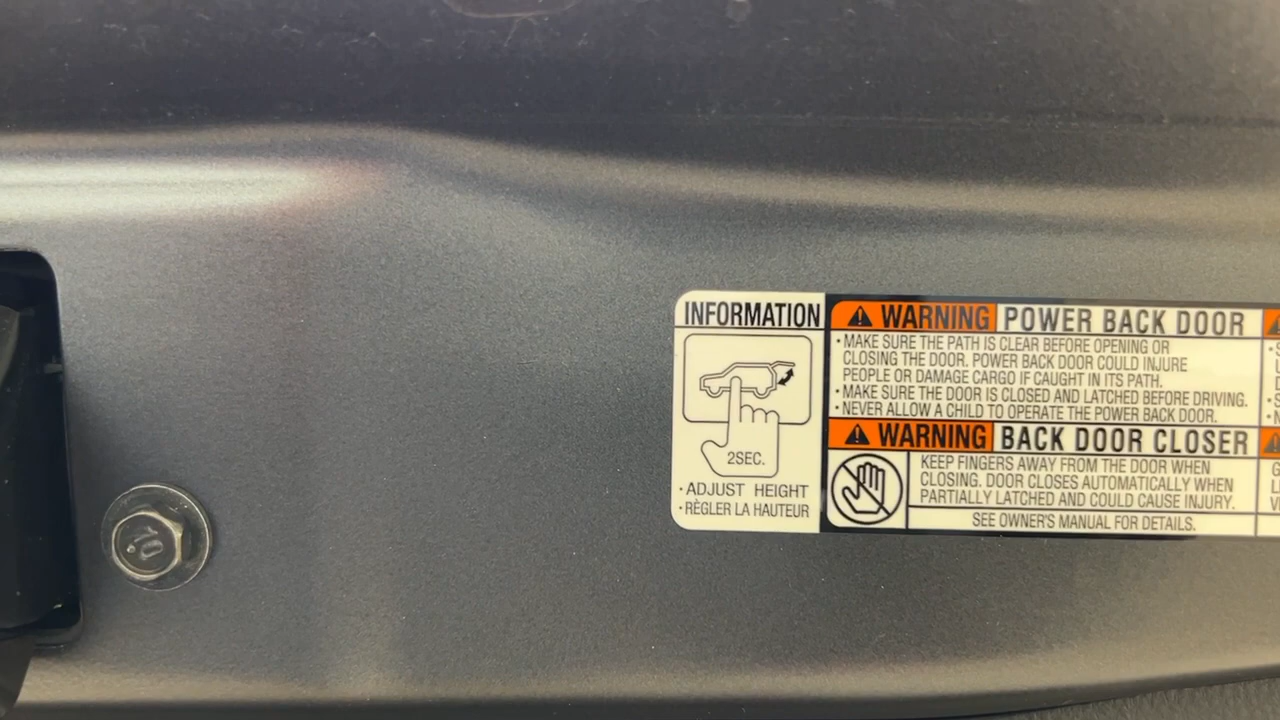 INFORMATION
2SEC.
· ADJUST HEIGHT
· RÈGLER LA HAUTEUR
WARNING POWER BACK DOOR
· MAKE SURE THE PATH IS CLEAR BEFORE OPENING OR
CLOSING THE DOOR. POWER BACK DOOR COULD INJURE
PEOPLE OR DAMAGE CARGO IF CAUGHT IN ITS PATH.
· MAKE SURE THE DOOR IS CLOSED AND LATCHED BEFORE DRIVING.
· NEVER ALLOW A CHILD TO OPERATE THE POWER BACK DOOR.
WARNING BACK DOOR CLOSER
KEEP FINGERS AWAY FROM THE DOOR WHEN
CLOSING. DOOR CLOSES AUTOMATICALLY WHEN
PARTIALLY LATCHED AND COULD CAUSE INJURY.
SEE OWNER'S MANUAL FOR DETAILS.